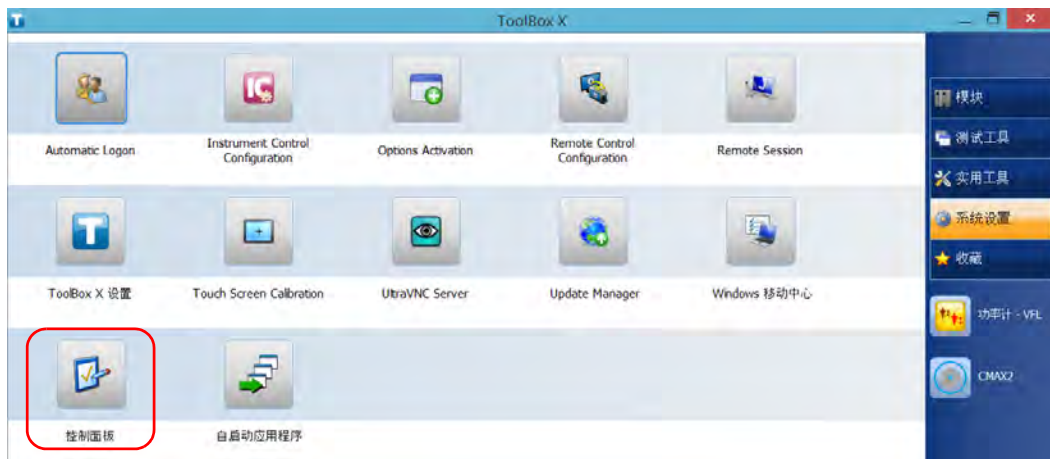 ToolBox X
Automatic Logon
Instrument Control
Configuration
Options Activation
Remote Control
Configuration
Remote Session
ToolBox X 设置
Touch Screen Calibration
UltraVNC Server
Update Manager
Windows 移动中心
控制面板
自启动应用程序
模块
测试工具
实用工具
系统设置
收藏
功率计 - VFL
CMAX2